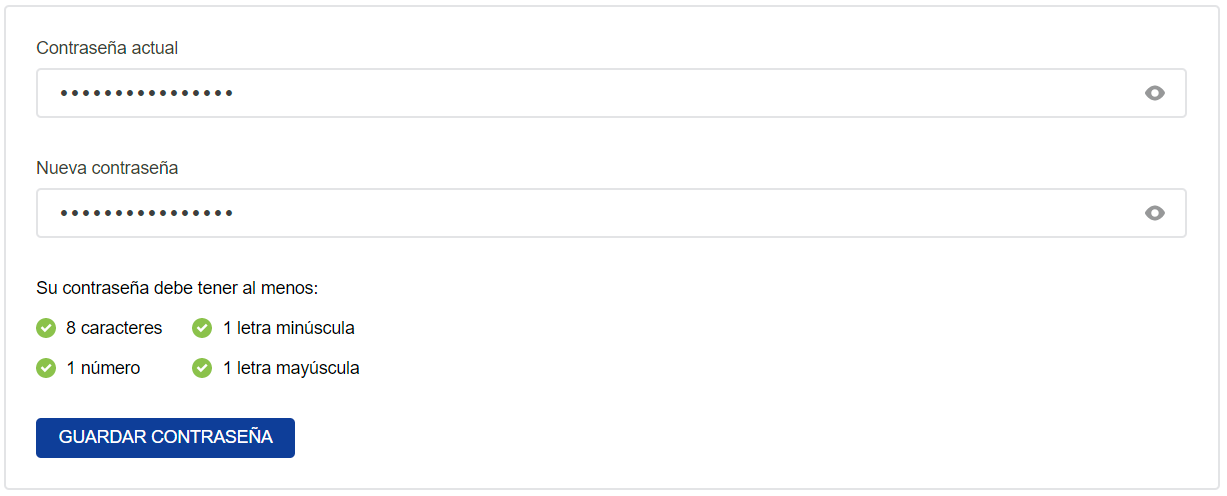 Contraseña actual
••••••••••••••••
Nueva contraseña
••••••••••••••••
Su contraseña debe tener al menos:
8 caracteres 1 letra minúscula
1 número 1 letra mayúscula
GUARDAR CONTRASEÑA